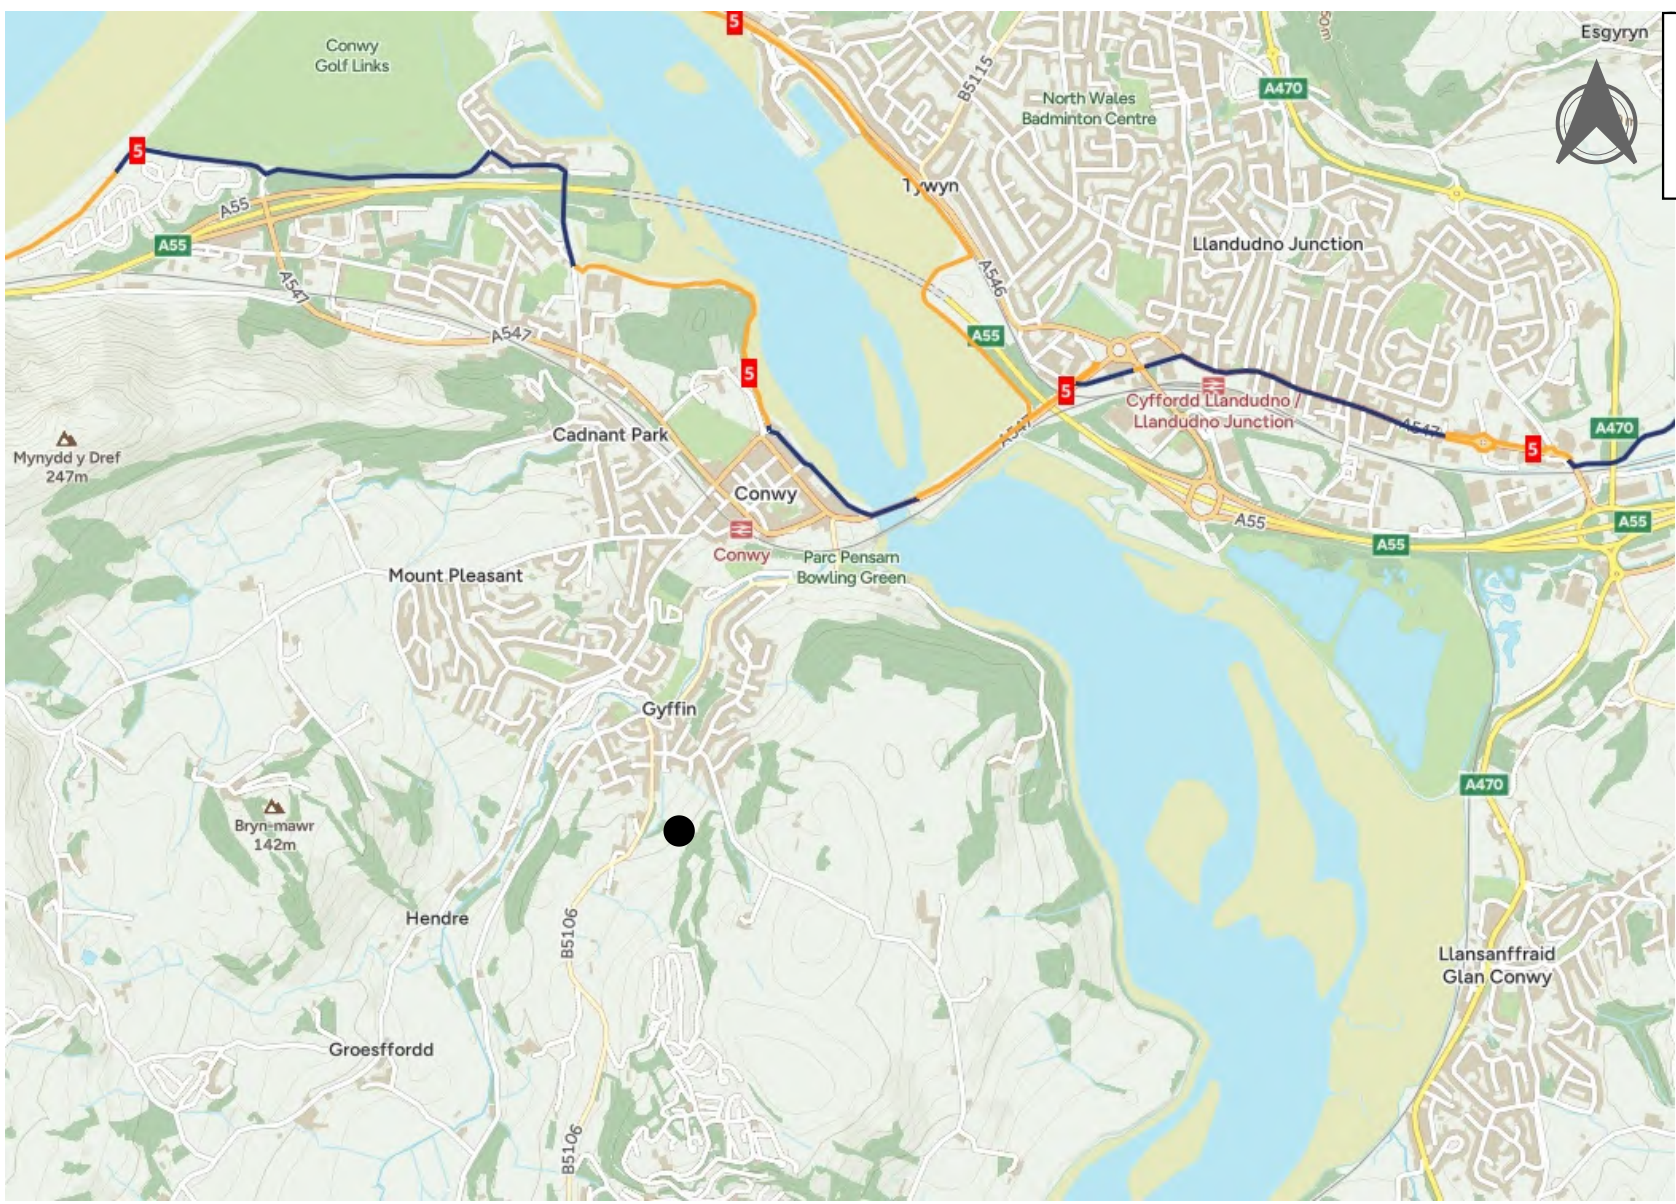 5
50m
Esgyryn
Conwy
Golf Links
B5115
A470
North Wales
Badminton Centre
5
Tywyn
A55
A55
Llandudno Junction
A547
A546
A547
A55
5
5
Cyffordd Llandudno /
Llandudno Junction
A547
A547
A470
5
Cadnant Park
Mynydd y Dref
247m
Conwy
A55
A55
A55
Conwy
Parc Pensarn
Bowling Green
Mount Pleasant
Gyffin
A470
Bryn-mawr
142m
Hendre
B5106
Llansanffraid
Glan Conwy
Groesffordd
B5106